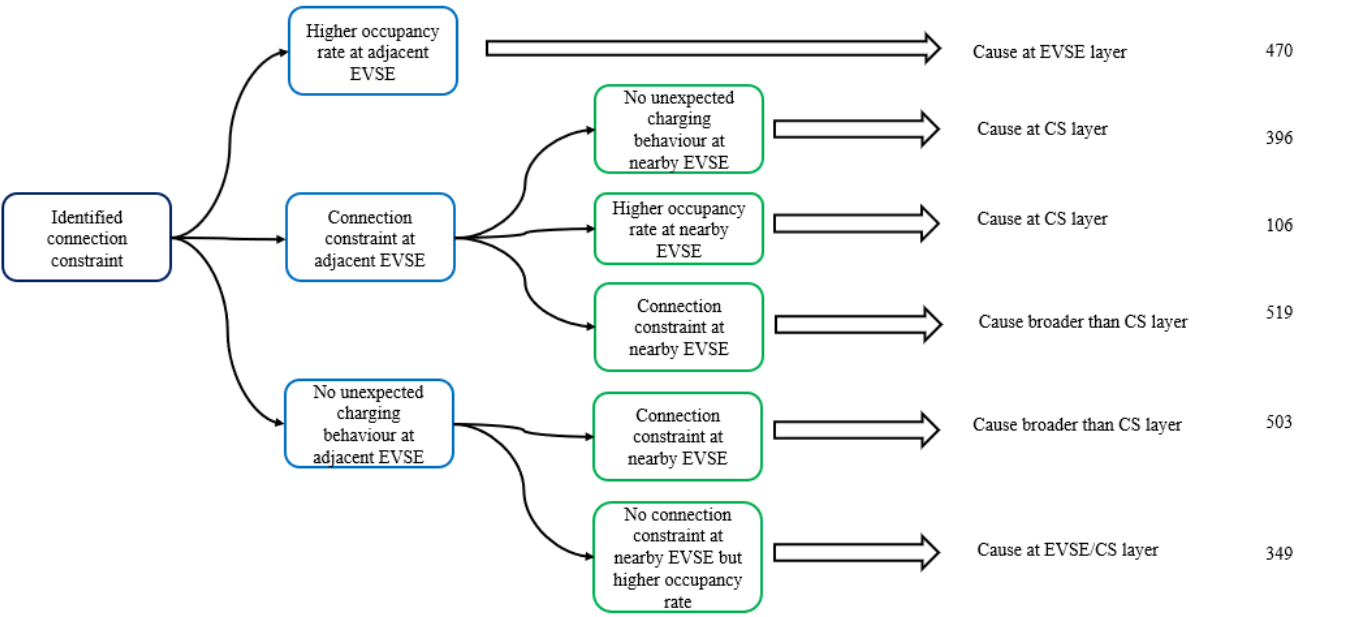 Higher occupancy
rate at adjacent
EVSE
Cause at EVSE layer
470
No unexpected
charging
behaviour at
nearby EVSE
Cause at CS layer
396
Identified
connection
constraint
Connection
constraint at
adjacent EVSE
Higher occupancy
rate at nearby
EVSE
Cause at CS layer
106
Connection
constraint at
nearby EVSE
Cause broader than CS layer
519
No unexpected
charging
behaviour at
adjacent EVSE
Connection
constraint at
nearby EVSE
Cause broader than CS layer
503
No connection
constraint at
nearby EVSE but
higher occupancy
rate
Cause at EVSE/CS layer
349